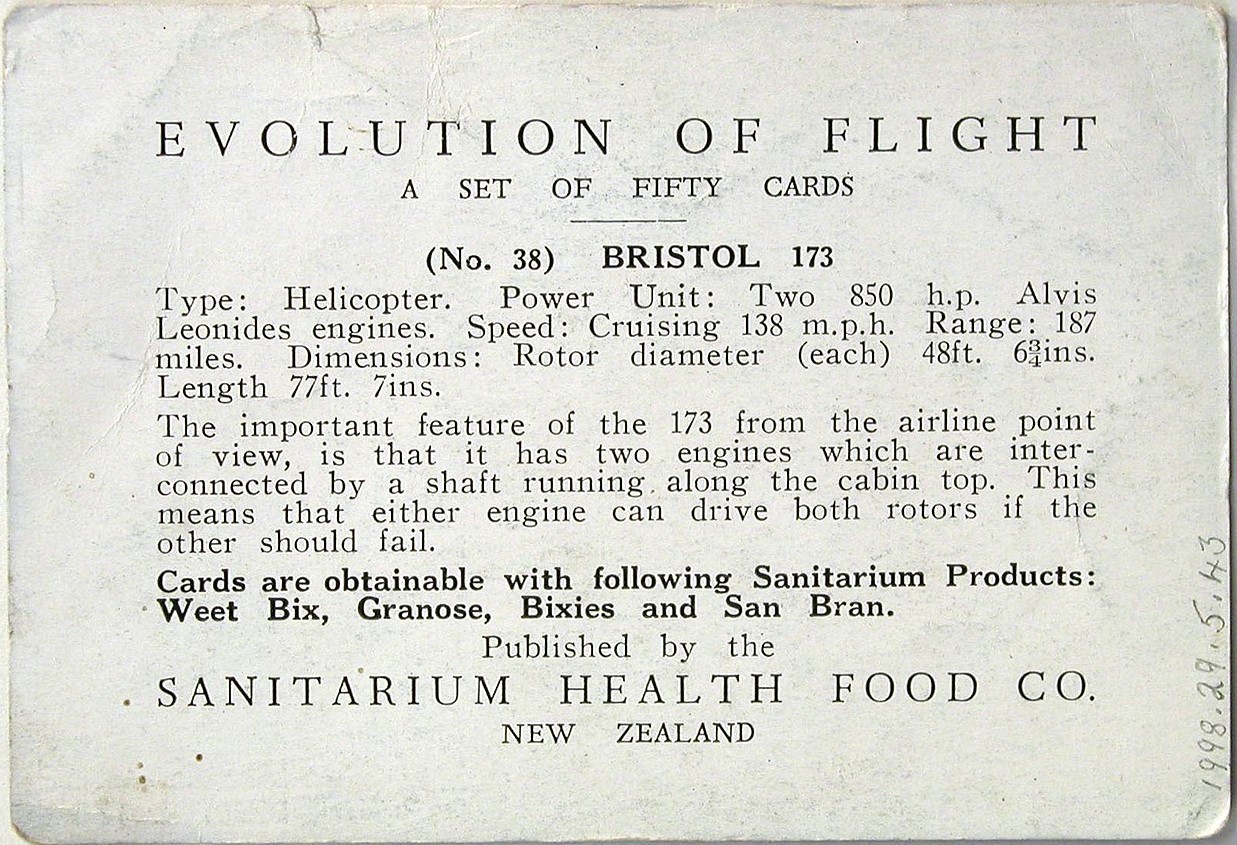 EVOLUTION OF FLIGHT
A SET OF FIFTY CARDS
(No. 38) BRISTOL 173
Type: Helicopter. Power Unit: Two 850 h.p. Alvis
Leonides engines. Speed: Cruising 138 m.p.h. Range: 187
miles. Dimensions: Rotor diameter (each) 48ft. 6¾ins.
Length 77ft. 7ins.
The important feature of the 173 from the airline point
of view, is that it has two engines which are inter-
connected by a shaft running along the cabin top. This
means that either engine can drive both rotors if the
other should fail.
Cards are obtainable with following Sanitarium Products:
Weet Bix, Granose, Bixies and San Bran.
Published by the
SANITARIUM HEALTH FOOD CO.
NEW ZEALAND
1998.29.5.43